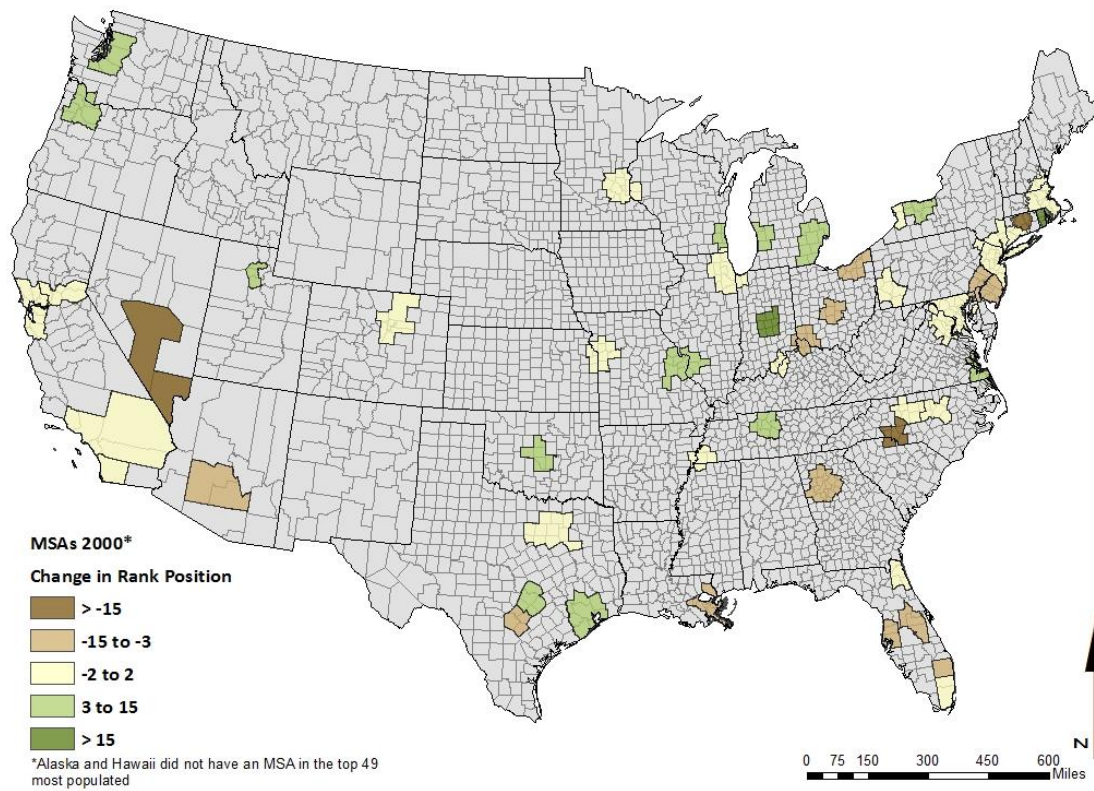 MSAs 2000*
Change in Rank Position
> -15
-15 to -3
-2 to 2
3 to 15
> 15
*Alaska and Hawaii did not have an MSA in the top 49
most populated
0 75 150 300 450 600
Miles
N